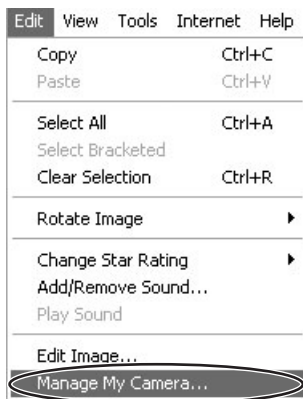 Edit View Tools Internet Help
Copy Ctrl+C
Paste Ctrl+V
Select All Ctrl+A
Select Bracketed
Clear Selection Ctrl+R
Rotate Image
Change Star Rating
Add/Remove Sound...
Play Sound
Edit Image...
Manage My Camera...